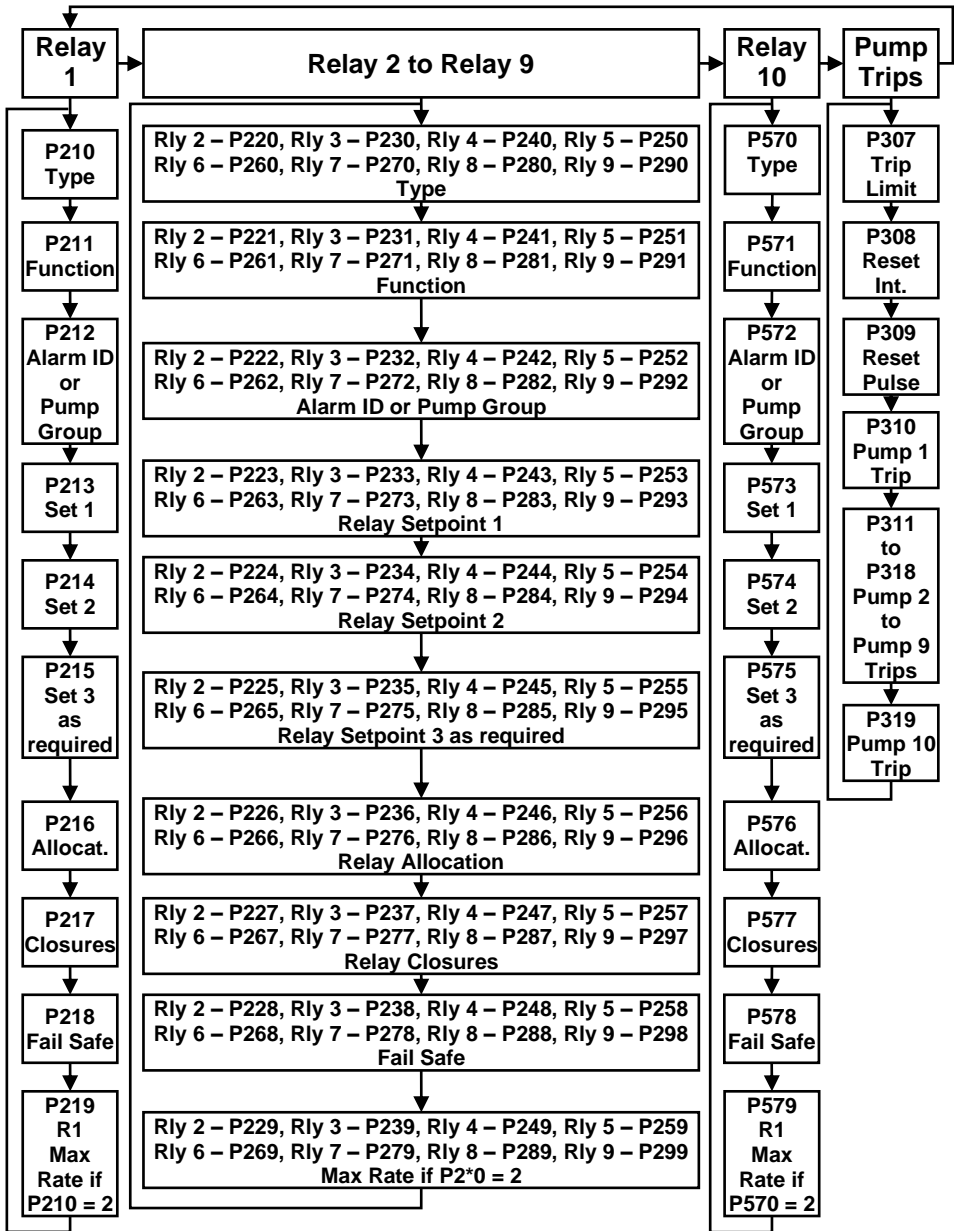 Relay
1
Relay 2 to Relay 9
Relay
10
Pump
Trips
P210
Type
P211
Function
P212
Alarm ID
or
Pump
Group
P213
Set 1
P214
Set 2
P215
Set 3
as
required
P216
Allocat.
P217
Closures
P218
Fail Safe
P219
R1
Max
Rate if
P210 = 2
Rly 2 – P220, Rly 3 – P230, Rly 4 – P240, Rly 5 – P250
Rly 6 – P260, Rly 7 – P270, Rly 8 – P280, Rly 9 – P290
Type
Rly 2 – P221, Rly 3 – P231, Rly 4 – P241, Rly 5 – P251
Rly 6 – P261, Rly 7 – P271, Rly 8 – P281, Rly 9 – P291
Function
Rly 2 – P222, Rly 3 – P232, Rly 4 – P242, Rly 5 – P252
Rly 6 – P262, Rly 7 – P272, Rly 8 – P282, Rly 9 – P292
Alarm ID or Pump Group
Rly 2 – P223, Rly 3 – P233, Rly 4 – P243, Rly 5 – P253
Rly 6 – P263, Rly 7 – P273, Rly 8 – P283, Rly 9 – P293
Relay Setpoint 1
Rly 2 – P224, Rly 3 – P234, Rly 4 – P244, Rly 5 – P254
Rly 6 – P264, Rly 7 – P274, Rly 8 – P284, Rly 9 – P294
Relay Setpoint 2
Rly 2 – P225, Rly 3 – P235, Rly 4 – P245, Rly 5 – P255
Rly 6 – P265, Rly 7 – P275, Rly 8 – P285, Rly 9 – P295
Relay Setpoint 3 as required
Rly 2 – P226, Rly 3 – P236, Rly 4 – P246, Rly 5 – P256
Rly 6 – P266, Rly 7 – P276, Rly 8 – P286, Rly 9 – P296
Relay Allocation
Rly 2 – P227, Rly 3 – P237, Rly 4 – P247, Rly 5 – P257
Rly 6 – P267, Rly 7 – P277, Rly 8 – P287, Rly 9 – P297
Relay Closures
Rly 2 – P228, Rly 3 – P238, Rly 4 – P248, Rly 5 – P258
Rly 6 – P268, Rly 7 – P278, Rly 8 – P288, Rly 9 – P298
Fail Safe
Rly 2 – P229, Rly 3 – P239, Rly 4 – P249, Rly 5 – P259
Rly 6 – P269, Rly 7 – P279, Rly 8 – P289, Rly 9 – P299
Max Rate if P2*0 = 2
P570
Type
P571
Function
P572
Alarm ID
or
Pump
Group
P573
Set 1
P574
Set 2
P575
Set 3
as
required
P576
Allocat.
P577
Closures
P578
Fail Safe
P579
R1
Max
Rate if
P570 = 2
P307
Trip
Limit
P308
Reset
Int.
P309
Reset
Pulse
P310
Pump 1
Trip
P311
to
P318
Pump 2
to
Pump 9
Trips
P319
Pump 10
Trip